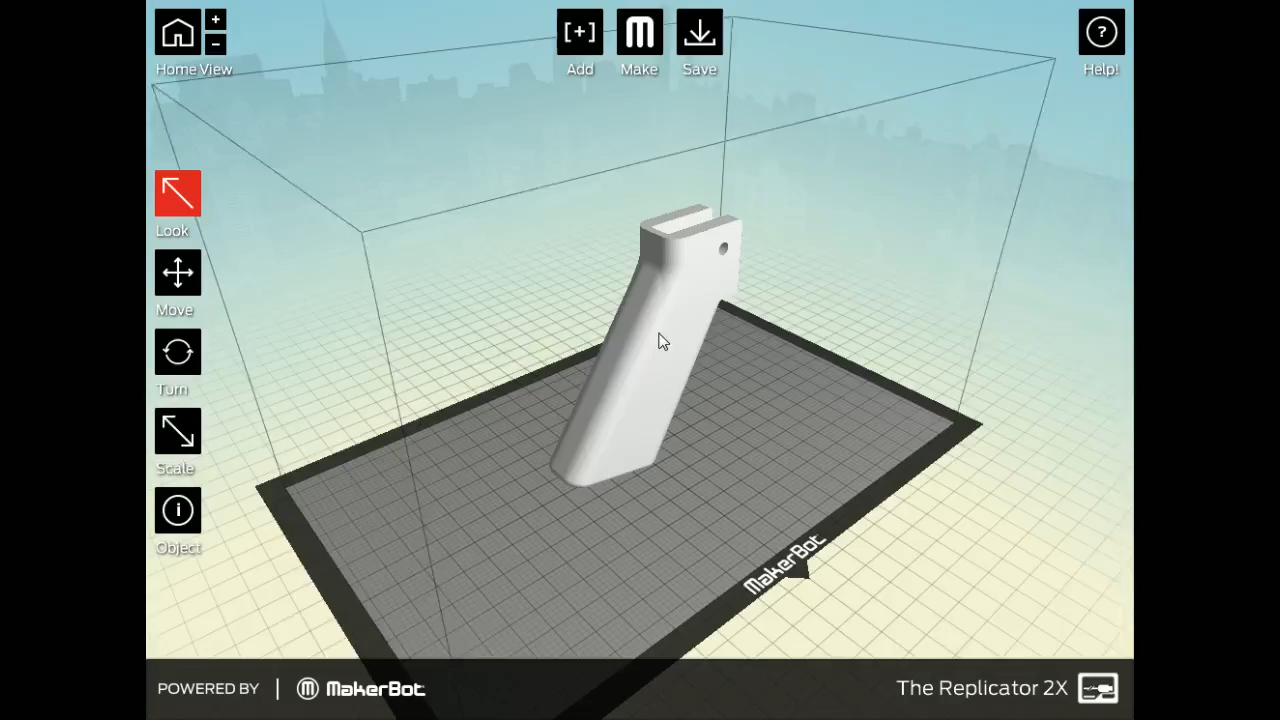 Home View
+
-
[+]
Add
M
Make
Save
?
Help!
Look
Move
Turn
Scale
i
Object
MakerBot
POWERED BY | M MakerBot
The Replicator 2X